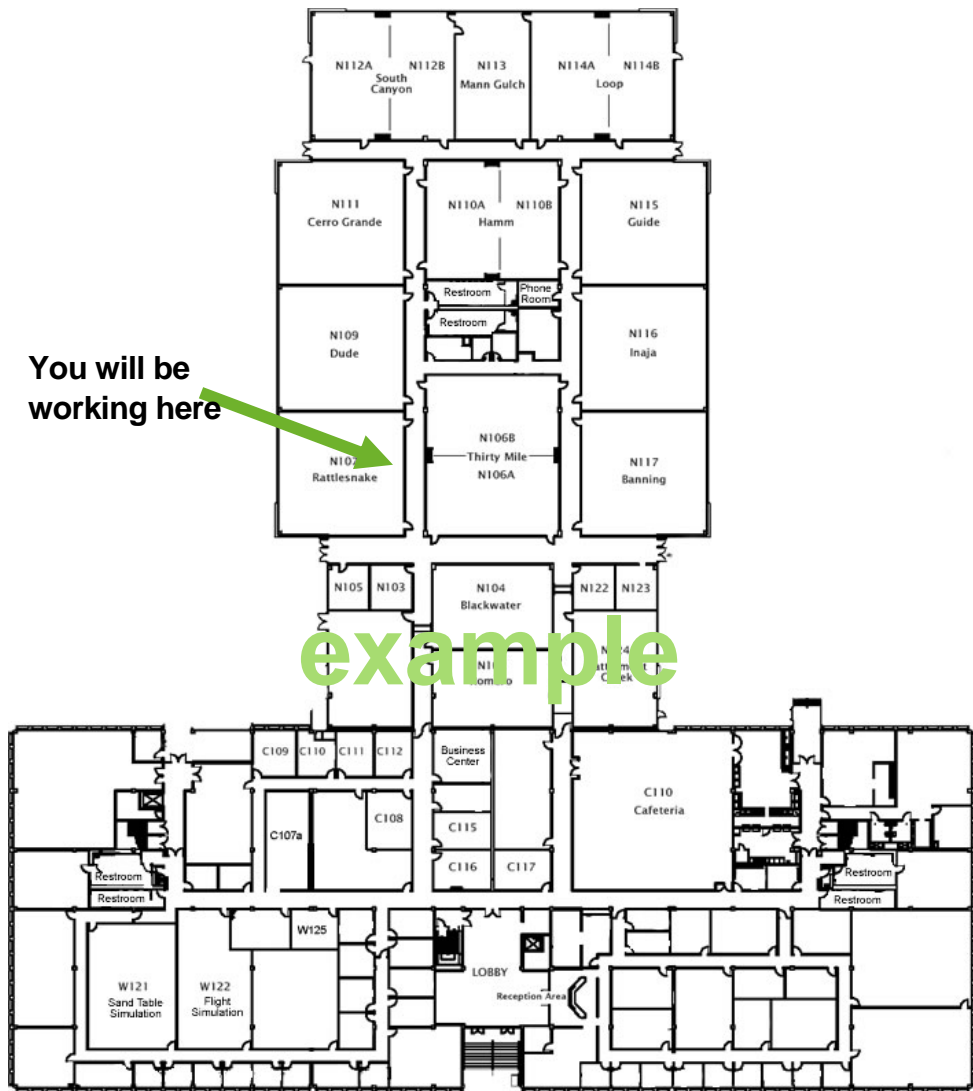 N112A
N112B
South
Canyon
N113
Mann Gulch
N114A
N114B
Loop
N111
Cerro Grande
N110A
N110B
Hamm
N115
Guide
Restroom
Phone
Room
Restroom
N109
Dude
N116
Inaja
You will be
working here
N106B
Thirty Mile
N106A
Rattlesnake
N117
Banning
N105
N103
N104
Blackwater
N122
N123
example
C109
C110
C111
C112
Business
Center
C110
Cafeteria
C107a
C108
C115
C116
C117
Restroom
Restroom
Restroom
Restroom
W125
LOBBY
Reception Area
W121
Sand Table
Simulation
W122
Flight
Simulation